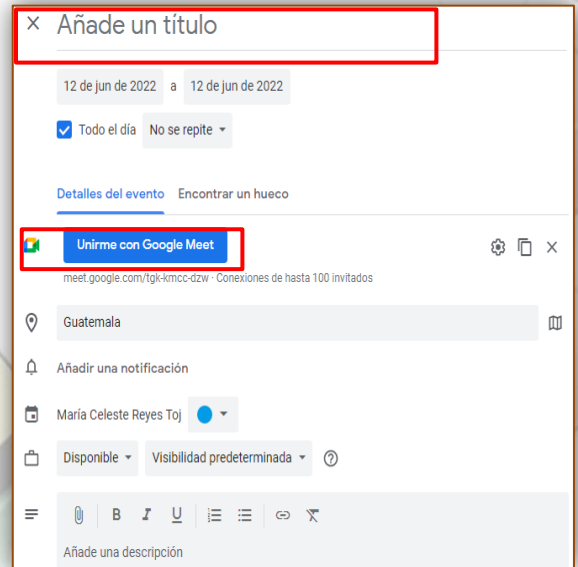 Añade un título
12 de jun de 2022 a 12 de jun de 2022
Todo el día No se repite
Detalles del evento Encontrar un hueco
Unirme con Google Meet
meet.google.com/tgk-kmcc-dzw · Conexiones de hasta 100 invitados
Guatemala
Añadir una notificación
María Celeste Reyes Toj
Disponible Visibilidad predeterminada
B I U
Añade una descripción